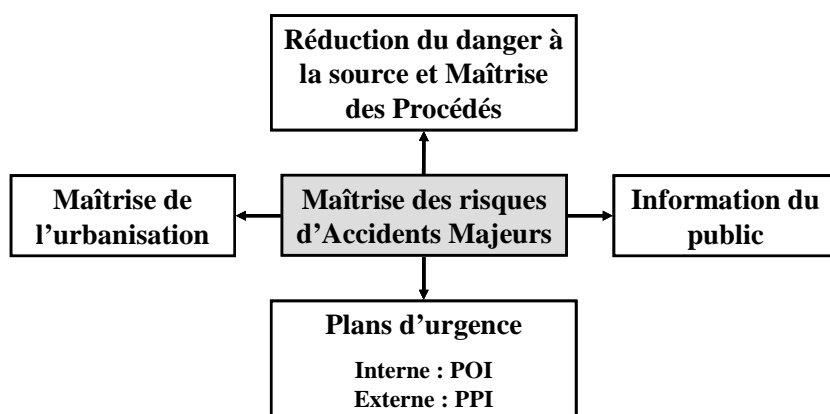 Réduction du danger à
la source et Maîtrise
des Procédés
Maîtrise de
l’urbanisation
Maîtrise des risques
d’Accidents Majeurs
Information du
public
Plans d’urgence
Interne : POI
Externe : PPI